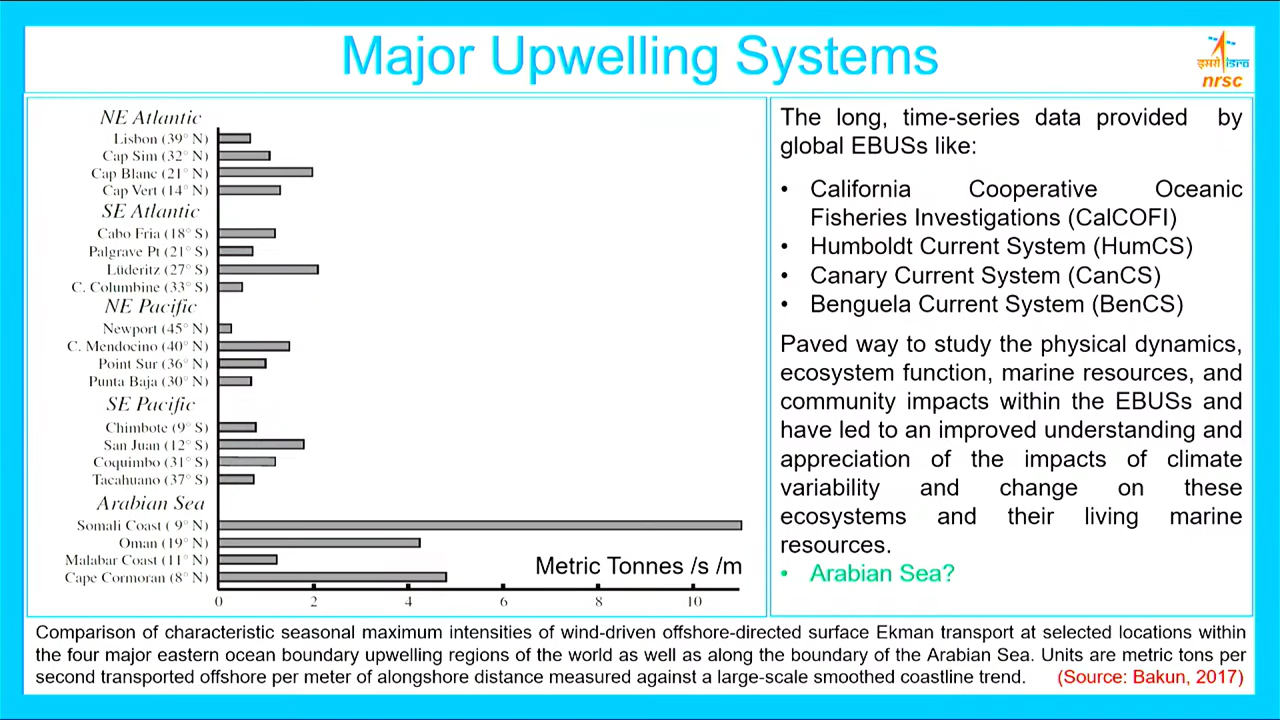 Major Upwelling Systems
इसरो isro
nrsc
NE Atlantic
Lisbon (39° N)
Cap Sim (32° N)
Cap Blanc (21° N)
Cap Vert (14° N)
SE Atlantic
Cabo Fria (18° S)
Palgrave Pt (21° S)
Lüderitz (27° S)
C. Columbine (33° S)
NE Pacific
Newport (45° N)
C. Mendocino (40° N)
Point Sur (36° N)
Punta Baja (30° N)
SE Pacific
Chimbote (9° S)
San Juan (12° S)
Coquimbo (31° S)
Tacahuano (37° S)
Arabian Sea
Somali Coast ( 9° N)
Oman (19° N)
Malabar Coast (11° N)
Cape Cormoran (8° N)
Metric Tonnes /s /m
0 2 4 6 8 10
The long, time-series data provided by
global EBUSs like:
• California Cooperative Oceanic
Fisheries Investigations (CalCOFI)
• Humboldt Current System (HumCS)
• Canary Current System (CanCS)
• Benguela Current System (BenCS)
Paved way to study the physical dynamics,
ecosystem function, marine resources, and
community impacts within the EBUSs and
have led to an improved understanding and
appreciation of the impacts of climate
variability and change on these
ecosystems and their living marine
resources.
• Arabian Sea?
Comparison of characteristic seasonal maximum intensities of wind-driven offshore-directed surface Ekman transport at selected locations within
the four major eastern ocean boundary upwelling regions of the world as well as along the boundary of the Arabian Sea. Units are metric tons per
second transported offshore per meter of alongshore distance measured against a large-scale smoothed coastline trend. (Source: Bakun, 2017)